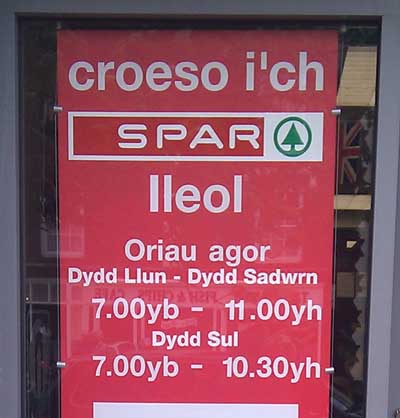 croeso i'ch
SPAR
lleol
Oriau agor
Dydd Llun - Dydd Sadwrn
7.00yb - 11.00yh
Dydd Sul
7.00yb - 10.30yh